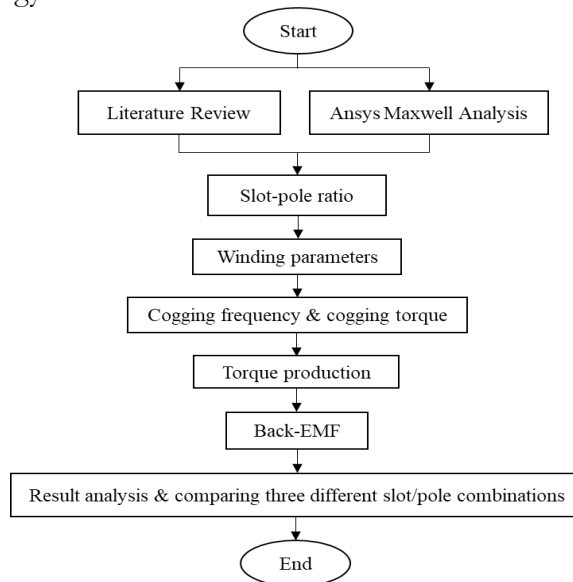 gy
Start
Literature Review
Ansys Maxwell Analysis
Slot-pole ratio
Winding parameters
Cogging frequency & cogging torque
Torque production
Back-EMF
Result analysis & comparing three different slot/pole combinations
End